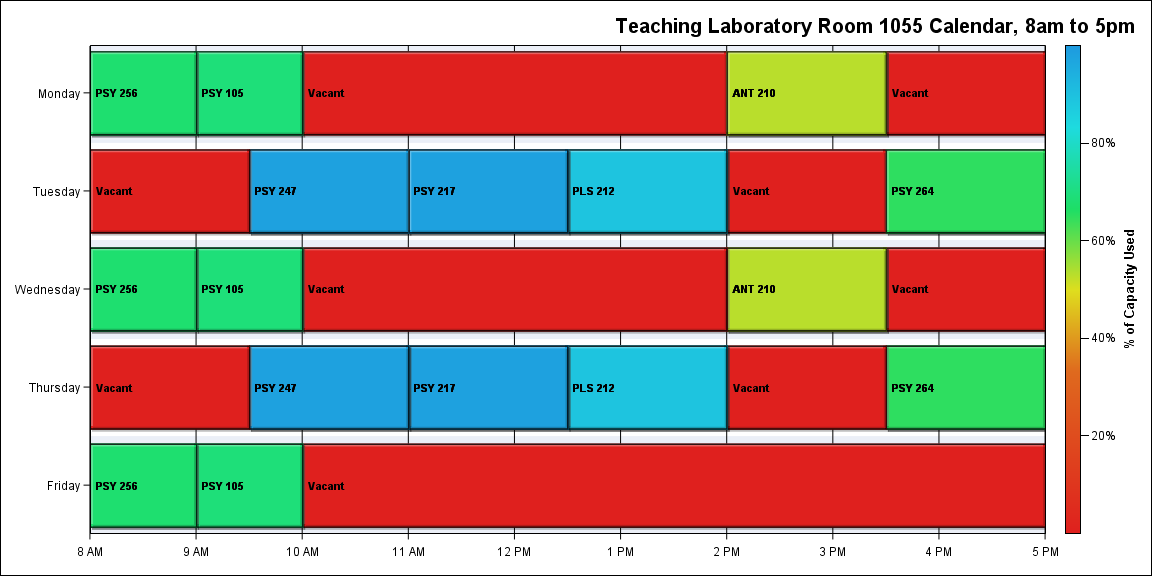 Teaching Laboratory Room 1055 Calendar, 8am to 5pm
Monday PSY 256 PSY 105 Vacant ANT 210 Vacant
Tuesday Vacant PSY 247 PSY 217 PLS 212 Vacant PSY 264
Wednesday PSY 256 PSY 105 Vacant ANT 210 Vacant
Thursday Vacant PSY 247 PSY 217 PLS 212 Vacant PSY 264
Friday PSY 256 PSY 105 Vacant
8 AM 9 AM 10 AM 11 AM 12 PM 1 PM 2 PM 3 PM 4 PM 5 PM
80%
60%
40%
20%
% of Capacity Used